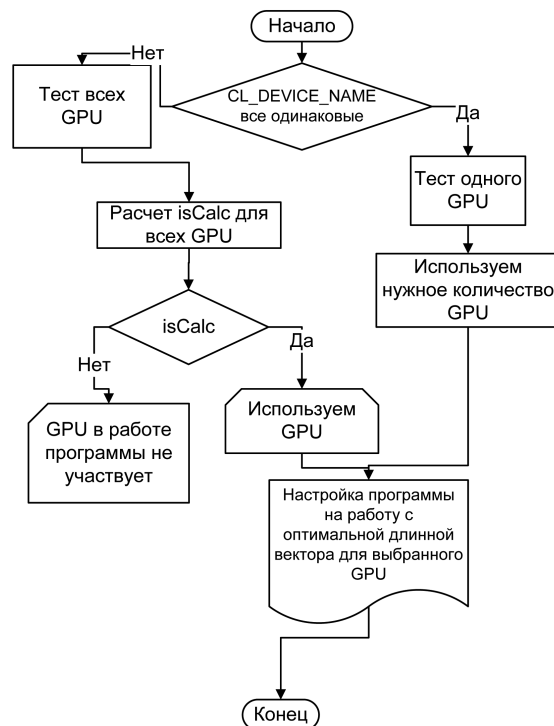 Начало
Нет
Тест всех
GPU
CL_DEVICE_NAME
все одинаковые
Да
Тест одного
GPU
Расчет isCalc для
всех GPU
Используем
нужное количество
GPU
isCalc
Нет
Да
GPU в работе
программы не
участвует
Используем
GPU
Настройка программы
на работу с
оптимальной длинной
вектора для выбранного
GPU
Конец